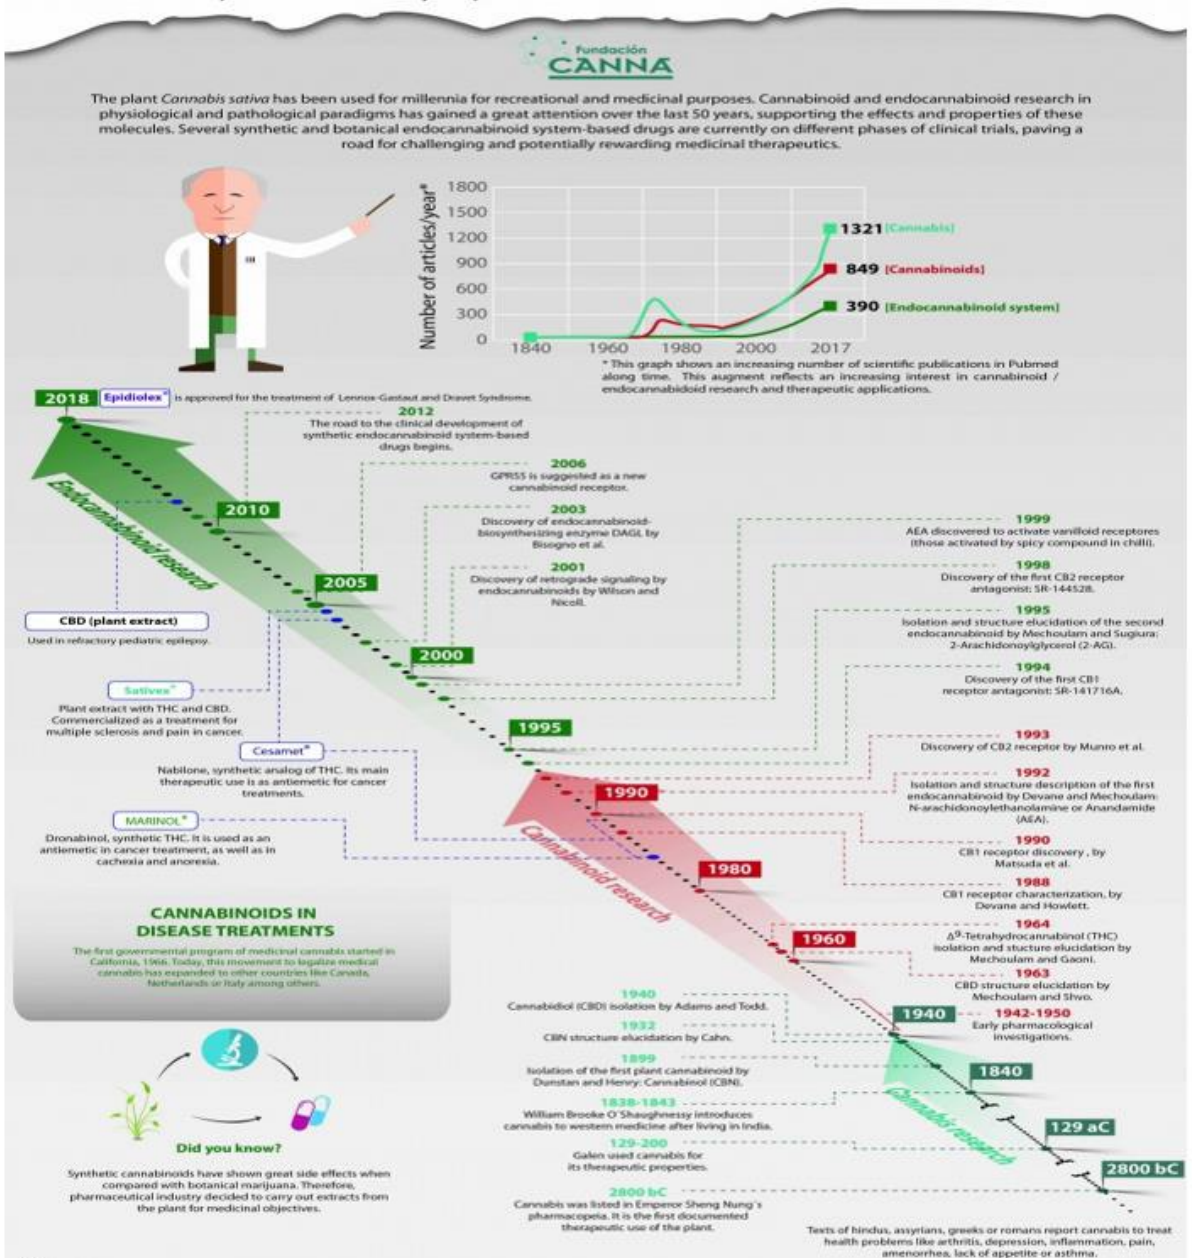 Fundación
CANNA
The plant Cannabis sativa has been used for millennia for recreational and medicinal purposes. Cannabinoid and endocannabinoid research in
physiological and pathological paradigms has gained a great attention over the last 50 years, supporting the effects and properties of these
molecules. Several synthetic and botanical endocannabinoid system-based drugs are currently on different phases of clinical trials, paving a
road for challenging and potentially rewarding medicinal therapeutics.
Number of articles/year*
1800
1500
1200
900
600
300
0
1840 1960 1980 2000 2017
1321 [Cannabis]
849 [Cannabinoids]
390 [Endocannabinoid system]
* This graph shows an increasing number of scientific publications in Pubmed
along time. This augment reflects an increasing interest in cannabinoid /
endocannabidoid research and therapeutic applications.
2018 Epidiolex® is approved for the treatment of Lennox-Gastaut and Dravet Syndrome.
2012
The road to the clinical development of
synthetic endocannabinoid system-based
drugs begins.
2006
GPR55 is suggested as a new
cannabinoid receptor.
Endocannabinoid research
2010
2003
Discovery of endocannabinoid-
biosynthesizing enzyme DAGL by
Bisogno et al.
1999
AEA discovered to activate vanilloid receptores
(those activated by spicy compound in chilli).
2001
Discovery of retrograde signaling by
endocannabinoids by Wilson and
Nicoll.
1998
Discovery of the first CB2 receptor
antagonist: SR-144528.
2005
CBD (plant extract)
Used in refractory pediatric epilepsy.
1995
Isolation and structure elucidation of the second
endocannabinoid by Mechoulam and Sugiura:
2-Arachidonoylglycerol (2-AG).
2000
1994
Discovery of the first CB1
receptor antagonist: SR-141716A.
Sativex®
Plant extract with THC and CBD.
Commercialized as a treatment for
multiple sclerosis and pain in cancer.
1995
1993
Discovery of CB2 receptor by Munro et al.
Cesamet®
Nabilone, synthetic analog of THC. Its main
therapeutic use is as antiemetic for cancer
treatments.
1992
Isolation and structure description of the first
endocannabinoid by Devane and Mechoulam:
N-arachidonoylethanolamine or Anandamide
(AEA).
1990
MARINOL®
Dronabinol, synthetic THC. It is used as an
antiemetic in cancer treatment, as well as in
cachexia and anorexia.
Cannabinoid research
1990
CB1 receptor discovery , by
Matsuda et al.
1980
1988
CB1 receptor characterization, by
Devane and Howlett.
CANNABINOIDS IN
DISEASE TREATMENTS
The first governmental program of medicinal cannabis started in
California, 1966. Today, this movement to legalize medical
cannabis has expanded to other countries like Canada,
Netherlands or Italy among others.
1964
Δ9-Tetrahydrocannabinol (THC)
isolation and stucture elucidation by
Mechoulam and Gaoni.
1960
1963
CBD structure elucidation by
Mechoulam and Shvo.
1940
Cannabidiol (CBD) isolation by Adams and Todd.
1940
1942-1950
Early pharmacological
investigations.
1932
CBN structure elucidation by Cahn.
1899
Isolation of the first plant cannabinoid by
Dunstan and Henry: Cannabinol (CBN).
1840
1838-1843
William Brooke O´Shaughnessy introduces
cannabis to western medicine after living in India.
Cannabis research
129 aC
129-200
Galen used cannabis for
its therapeutic properties.
2800 bC
2800 bC
Cannabis was listed in Emperor Sheng Nung´s
pharmacopeia. It is the first documented
therapeutic use of the plant.
Did you know?
Synthetic cannabinoids have shown great side effects when
compared with botanical marijuana. Therefore,
pharmaceutical industry decided to carry out extracts from
the plant for medicinal objectives.
Texts of hindus, assyrians, greeks or romans report cannabis to treat
health problems like arthritis, depression, inflammation, pain,
amenorrhea, lack of appetite or asthma.